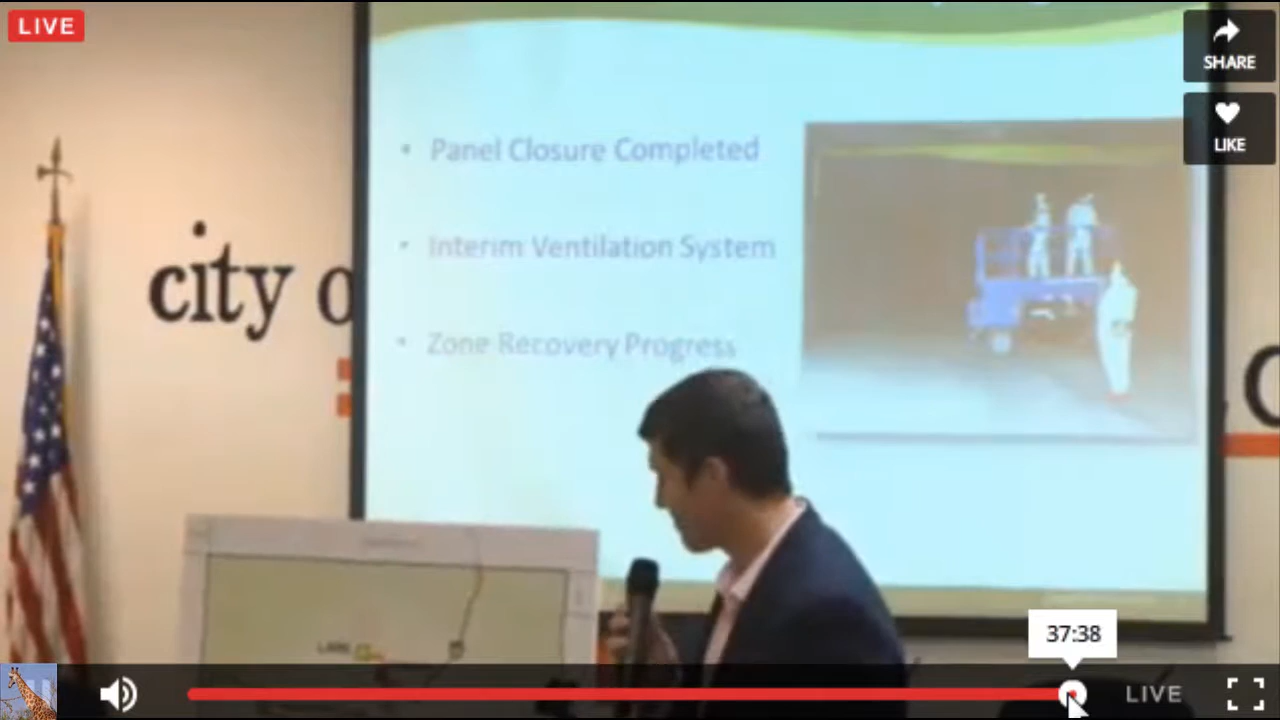 LIVE
SHARE
LIKE
• Panel Closure Completed
• Interim Ventilation System
• Zone Recovery Progress
city o
37:38
LIVE